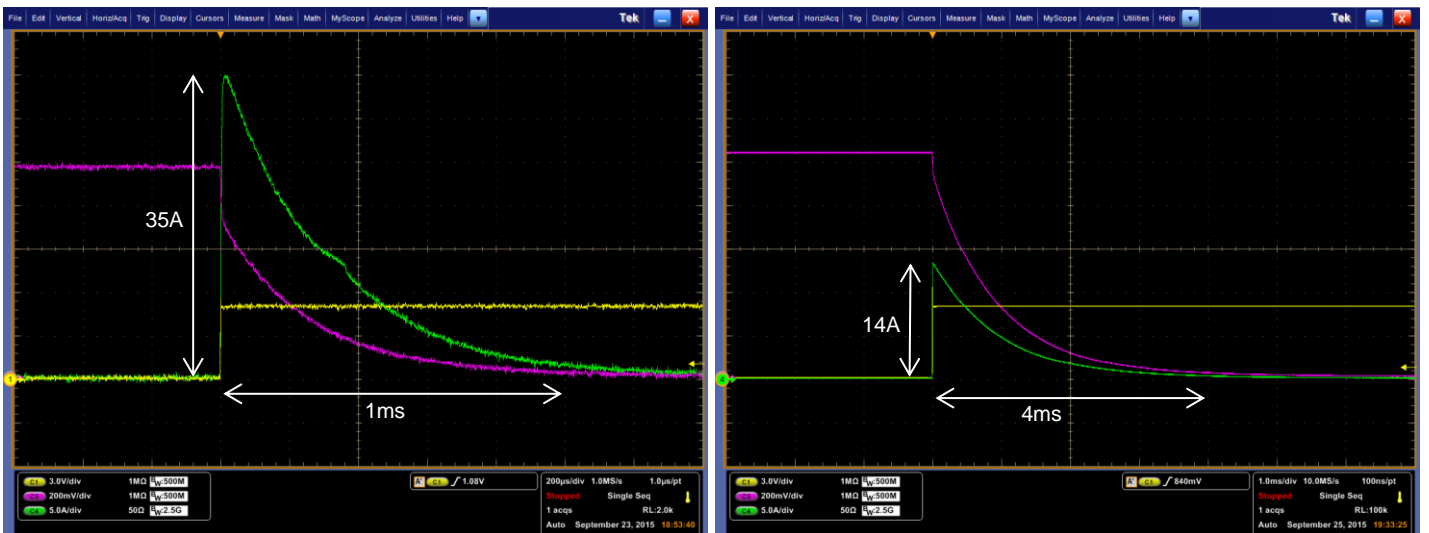 File Edit Vertical Horiz/Acq Trig Display Cursors Measure Mask Math MyScope Analyze Utilities Help Tek X
35A
1ms
1
C1 3.0V/div 1MΩ BW:500M
200mV/div 1MΩ BW:500M
C4 5.0A/div 50Ω BW:2.5G
A' C1 1.08V
200µs/div 1.0MS/s 1.0µs/pt
Stopped Single Seq
1 acqs RL:2.0k
Auto September 23, 2015 18:53:40
File Edit Vertical Horiz/Acq Trig Display Cursors Measure Mask Math MyScope Analyze Utilities Help Tek X
14A
4ms
4
C1 3.0V/div 1MΩ BW:500M
200mV/div 1MΩ BW:500M
C4 5.0A/div 50Ω BW:2.5G
A' C1 840mV
1.0ms/div 10.0MS/s 100ns/pt
Stopped Single Seq
1 acqs RL:100k
Auto September 25, 2015 19:33:25